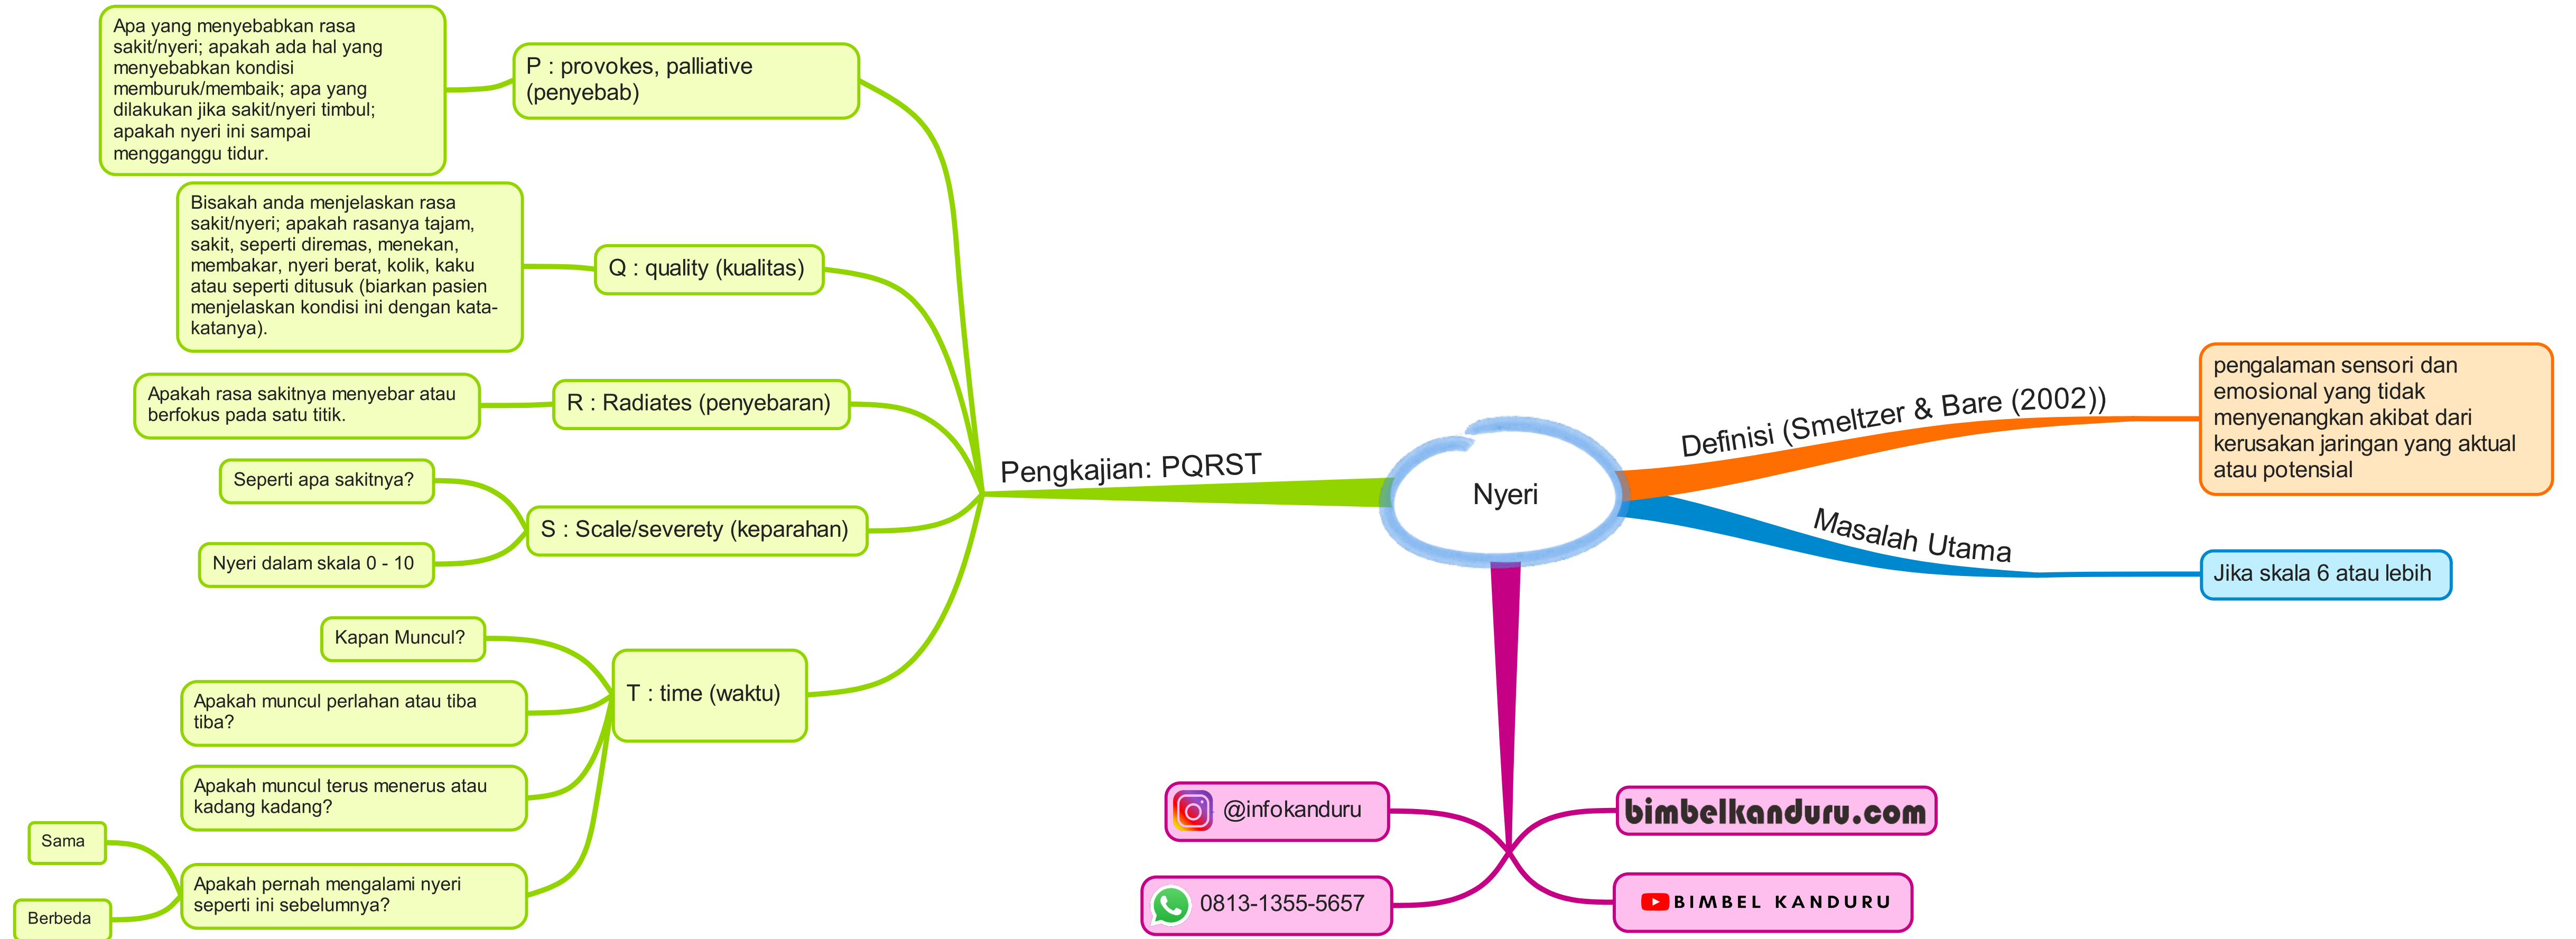 Nyeri
Definisi (Smeltzer & Bare (2002))
pengalaman sensori dan
emosional yang tidak
menyenangkan akibat dari
kerusakan jaringan yang aktual
atau potensial
Masalah Utama
Jika skala 6 atau lebih
Pengkajian: PQRST
P : provokes, palliative
(penyebab)
Apa yang menyebabkan rasa
sakit/nyeri; apakah ada hal yang
menyebabkan kondisi
memburuk/membaik; apa yang
dilakukan jika sakit/nyeri timbul;
apakah nyeri ini sampai
mengganggu tidur.
Q : quality (kualitas)
Bisakah anda menjelaskan rasa
sakit/nyeri; apakah rasanya tajam,
sakit, seperti diremas, menekan,
membakar, nyeri berat, kolik, kaku
atau seperti ditusuk (biarkan pasien
menjelaskan kondisi ini dengan kata-
katanya).
R : Radiates (penyebaran)
Apakah rasa sakitnya menyebar atau
berfokus pada satu titik.
S : Scale/severety (keparahan)
Seperti apa sakitnya?
Nyeri dalam skala 0 - 10
T : time (waktu)
Kapan Muncul?
Apakah muncul perlahan atau tiba
tiba?
Apakah muncul terus menerus atau
kadang kadang?
Apakah pernah mengalami nyeri
seperti ini sebelumnya?
Sama
Berbeda
@infokanduru
0813-1355-5657
bimbelkanduru.com
BIMBEL KANDURU